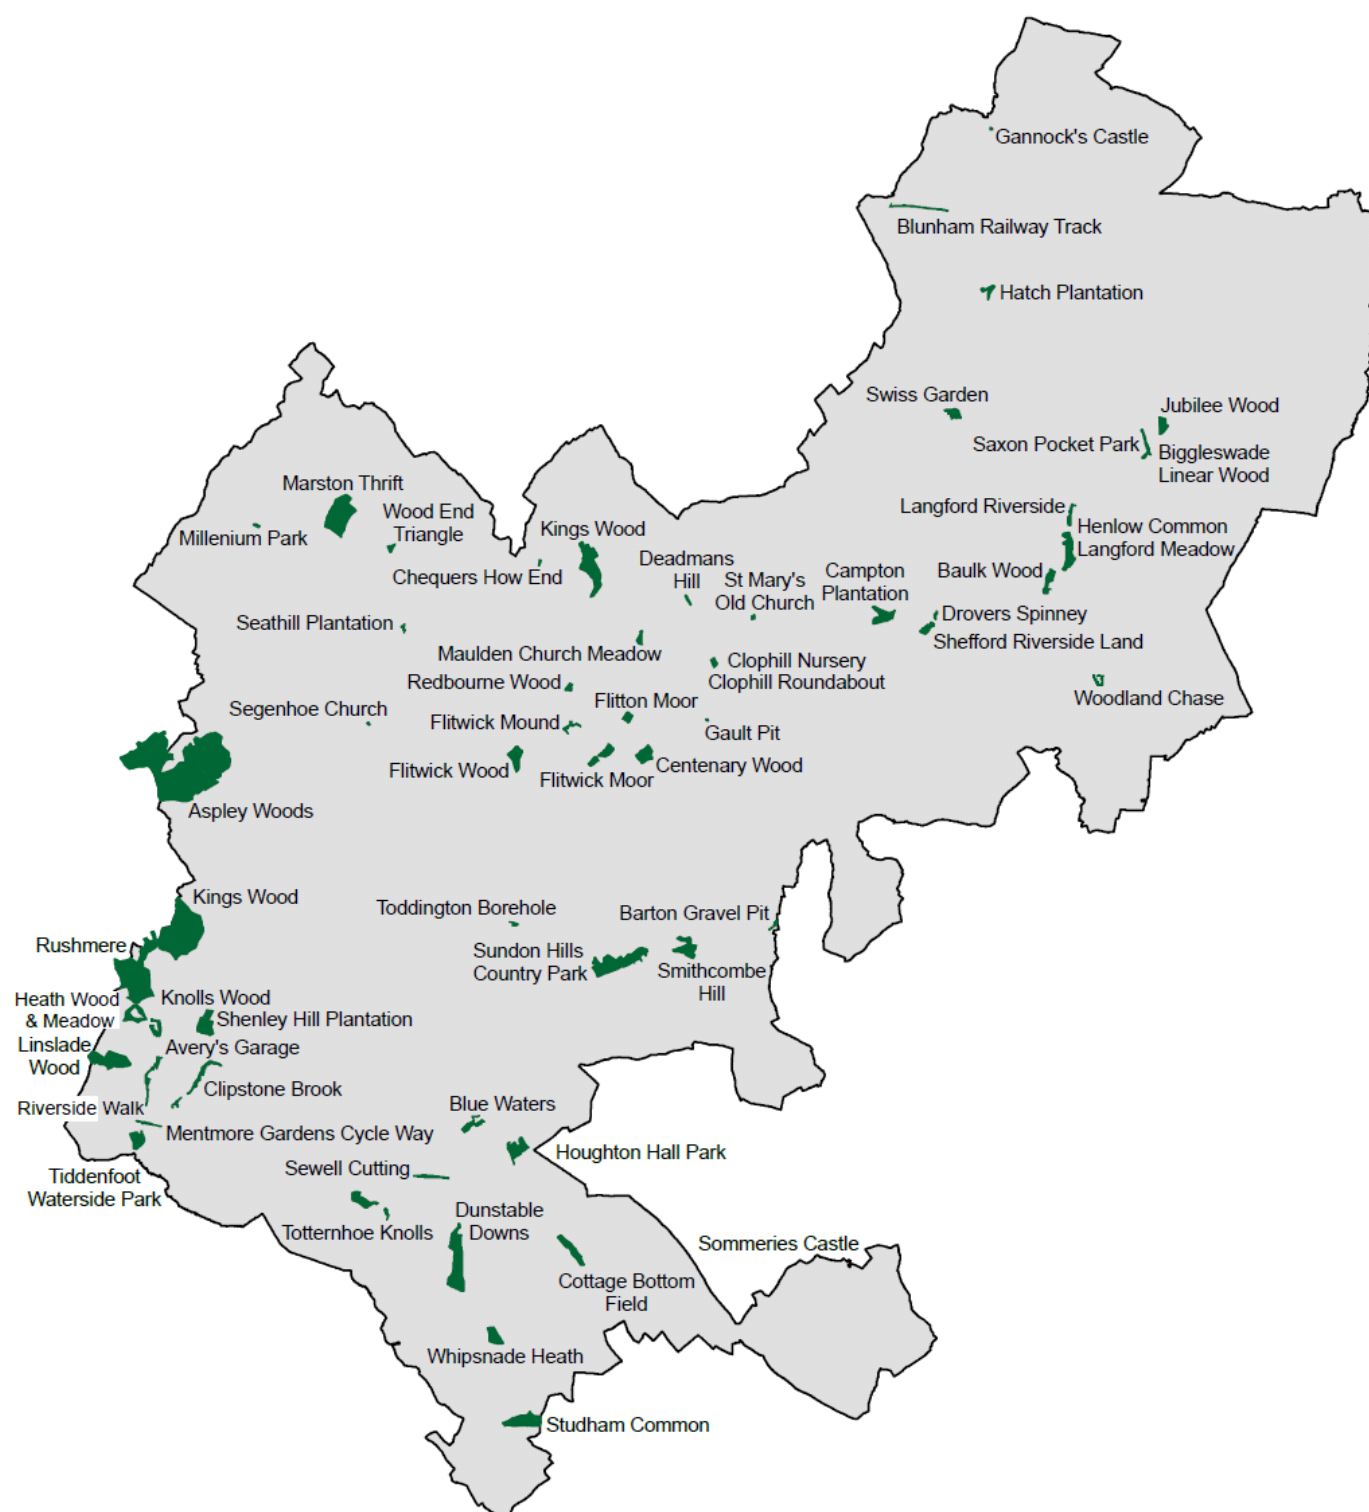 Gannock's Castle
Blunham Railway Track
Hatch Plantation
Swiss Garden
Jubilee Wood
Saxon Pocket Park
Biggleswade
Linear Wood
Marston Thrift
Wood End
Triangle
Millenium Park
Kings Wood
Chequers How End
Deadmans
Hill
St Mary's
Old Church
Campton
Plantation
Langford Riverside
Henlow Common
Langford Meadow
Baulk Wood
Drovers Spinney
Shefford Riverside Land
Seathill Plantation
Maulden Church Meadow
Clophill Nursery
Clophill Roundabout
Redbourne Wood
Flitton Moor
Woodland Chase
Segenhoe Church
Flitwick Mound
Gault Pit
Flitwick Wood
Flitwick Moor
Centenary Wood
Aspley Woods
Kings Wood
Toddington Borehole
Barton Gravel Pit
Rushmere
Sundon Hills
Country Park
Smithcombe
Hill
Heath Wood
& Meadow
Knolls Wood
Shenley Hill Plantation
Linslade
Wood
Avery's Garage
Clipstone Brook
Riverside Walk
Blue Waters
Mentmore Gardens Cycle Way
Houghton Hall Park
Tiddenfoot
Waterside Park
Sewell Cutting
Totternhoe Knolls
Dunstable
Downs
Sommeries Castle
Cottage Bottom
Field
Whipsnade Heath
Studham Common